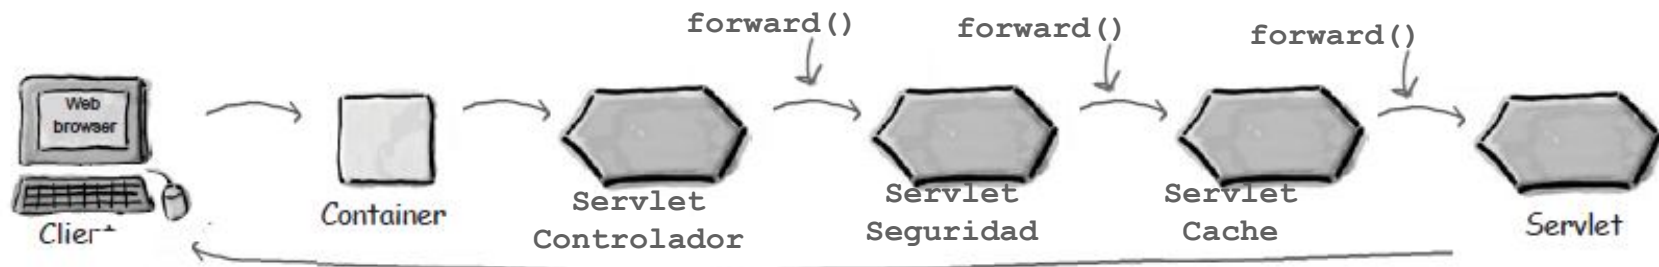 forward()
forward()
forward()
Web
browser
Container
Servlet
Controlador
Servlet
Seguridad
Servlet
Cache
Servlet